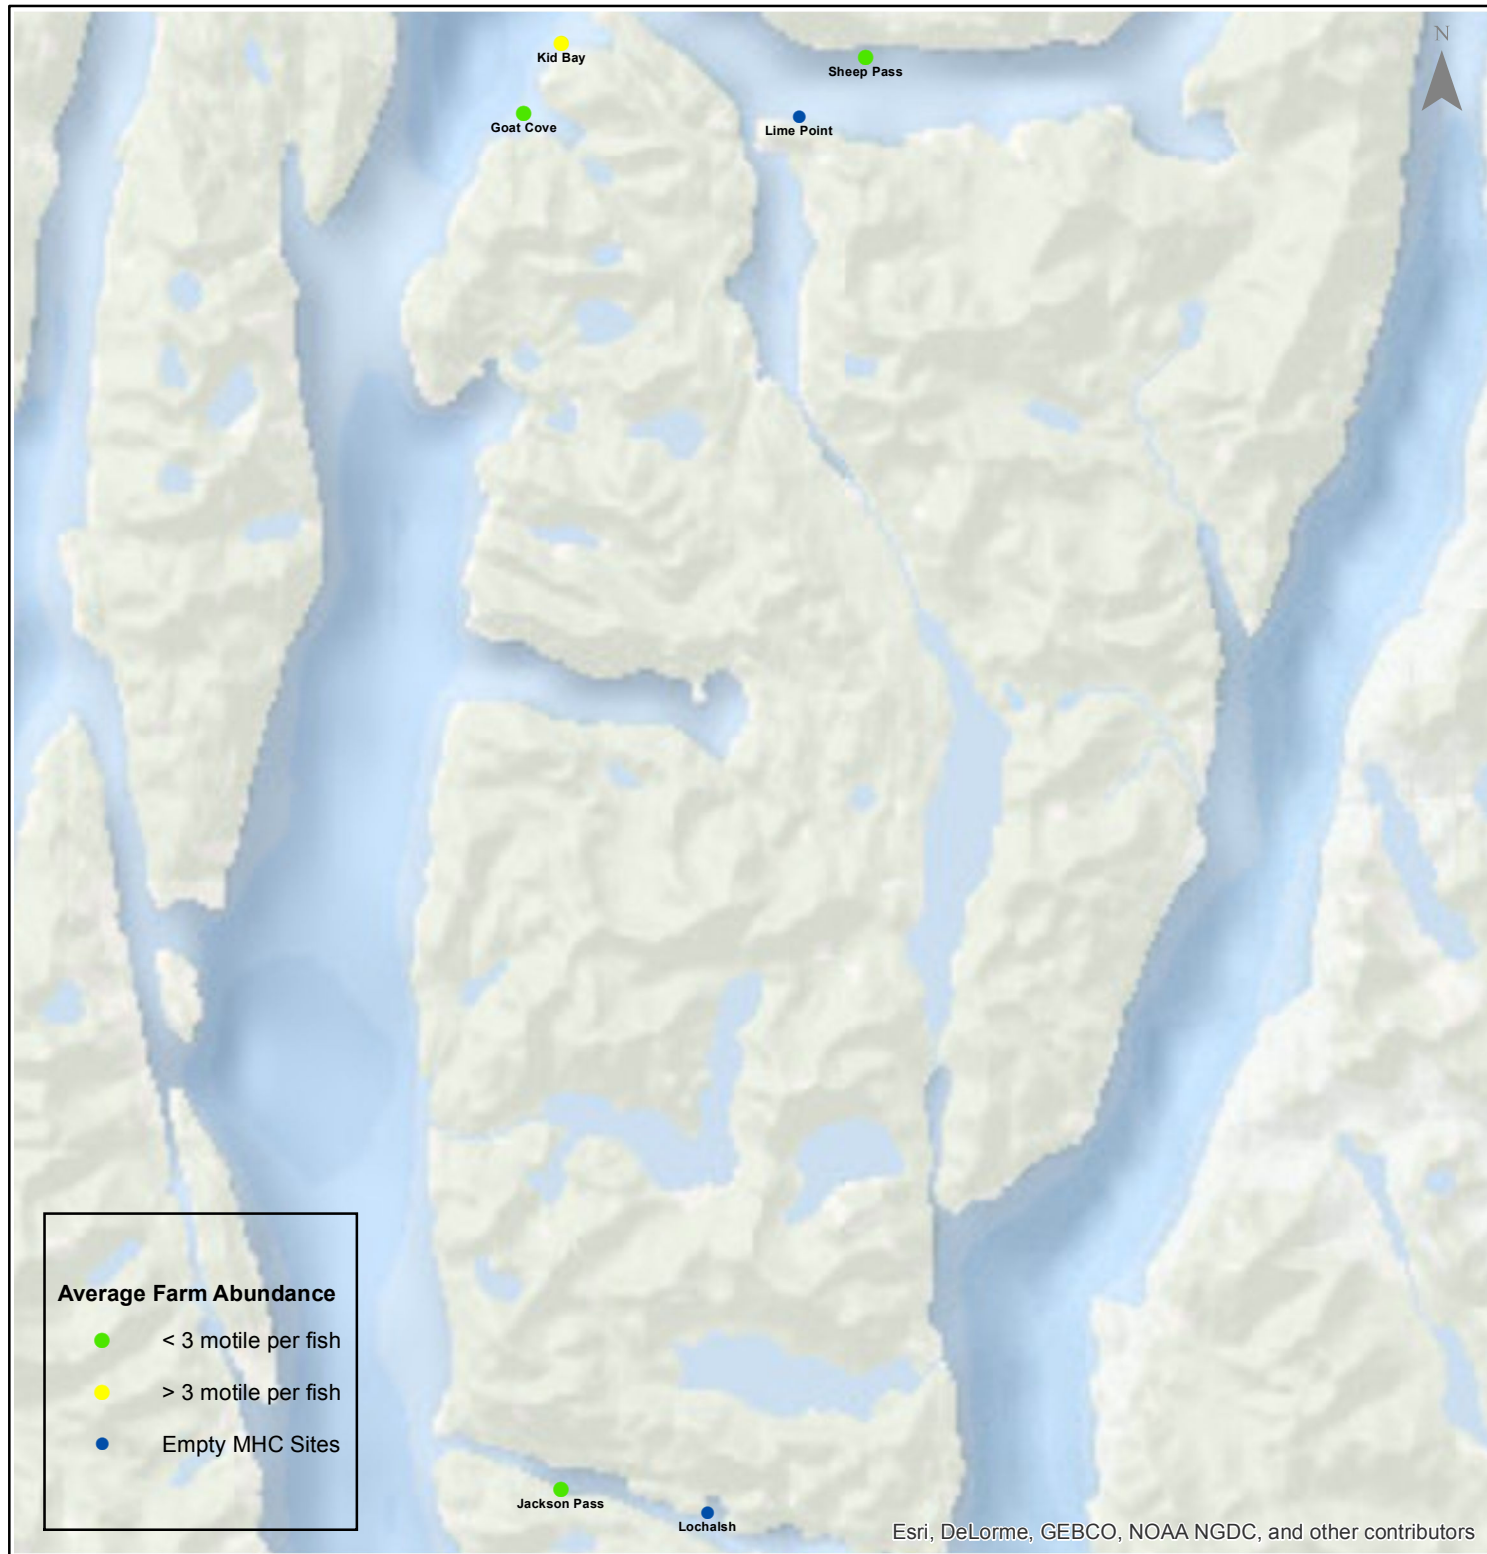 N
Kid Bay
Sheep Pass
Goat Cove
Lime Point
Average Farm Abundance
< 3 motile per fish
> 3 motile per fish
Empty MHC Sites
Jackson Pass
Lochalsh
Esri, DeLorme, GEBCO, NOAA NGDC, and other contributors